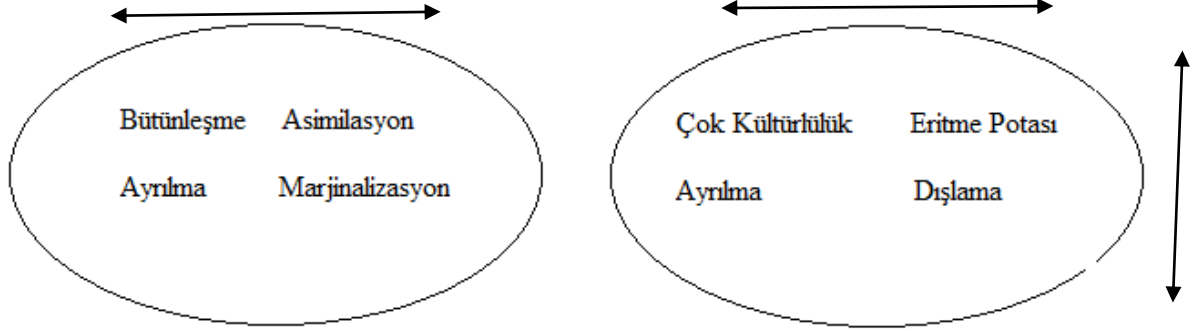 Bütünleşme Asimilasyon
Ayrılma Marjinalizasyon
Çok Kültürlülük Eritme Potası
Ayrılma Dışlama